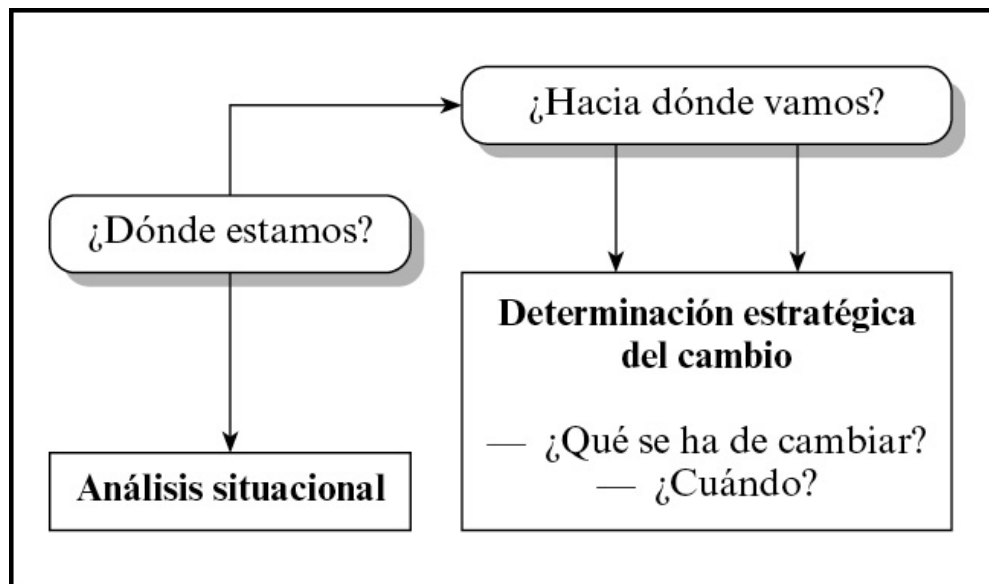 ¿Hacia dónde vamos?
¿Dónde estamos?
Determinación estratégica
del cambio
— ¿Qué se ha de cambiar?
— ¿Cuándo?
Análisis situacional